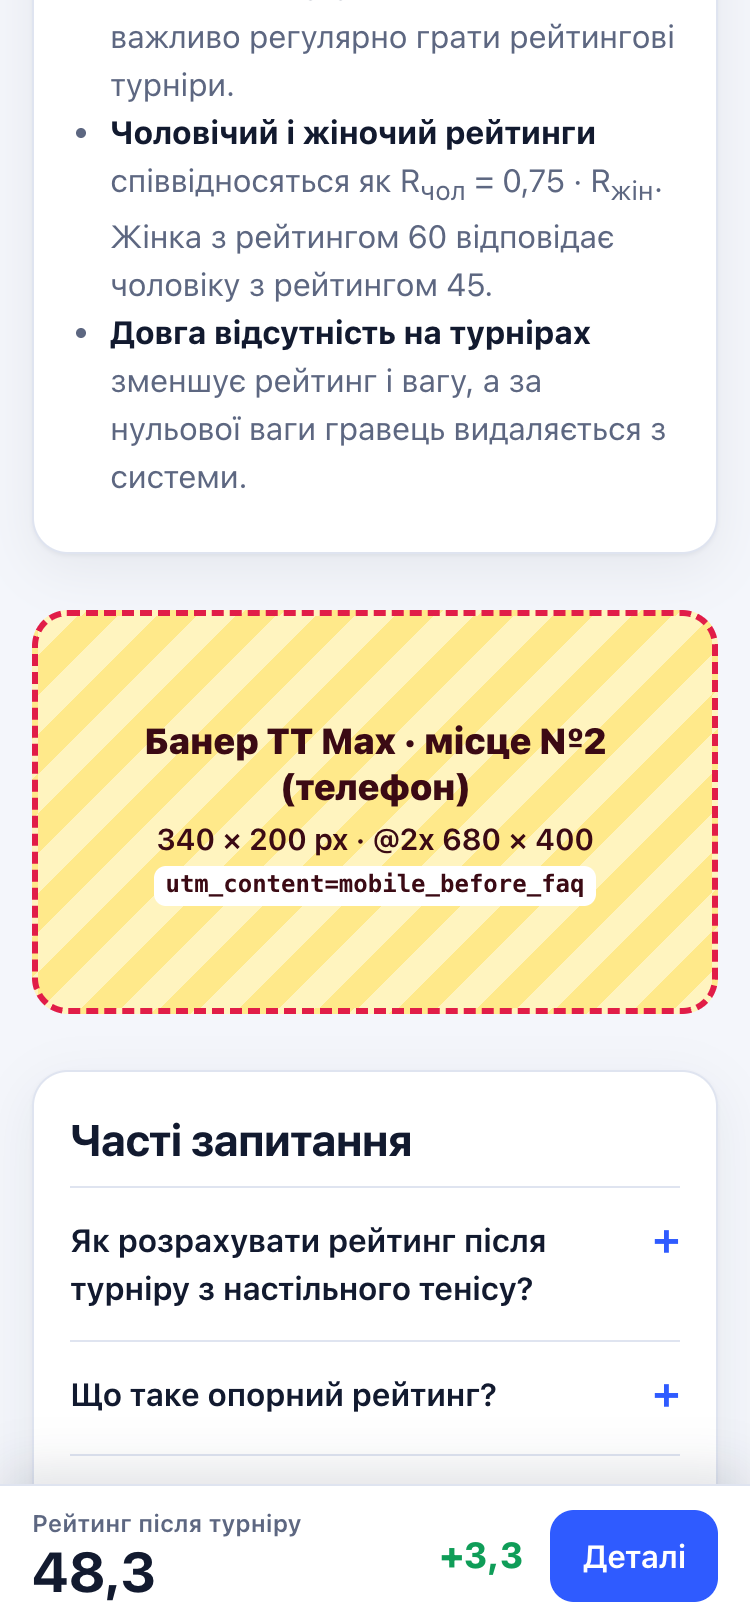 важливо регулярно грати рейтингові
турніри.
• Чоловічий і жіночий рейтинги
співвідносяться як Rчол = 0,75 · Rжін.
Жінка з рейтингом 60 відповідає
чоловіку з рейтингом 45.
• Довга відсутність на турнірах
зменшує рейтинг і вагу, а за
нульової ваги гравець видаляється з
системи.
Банер TT Max · місце №2
(телефон)
340 × 200 px · @2x 680 × 400
utm_content=mobile_before_faq
Часті запитання
Як розрахувати рейтинг після
турніру з настільного тенісу?
+
Що таке опорний рейтинг?
+
Рейтинг після турніру
48,3
+3,3
Деталі